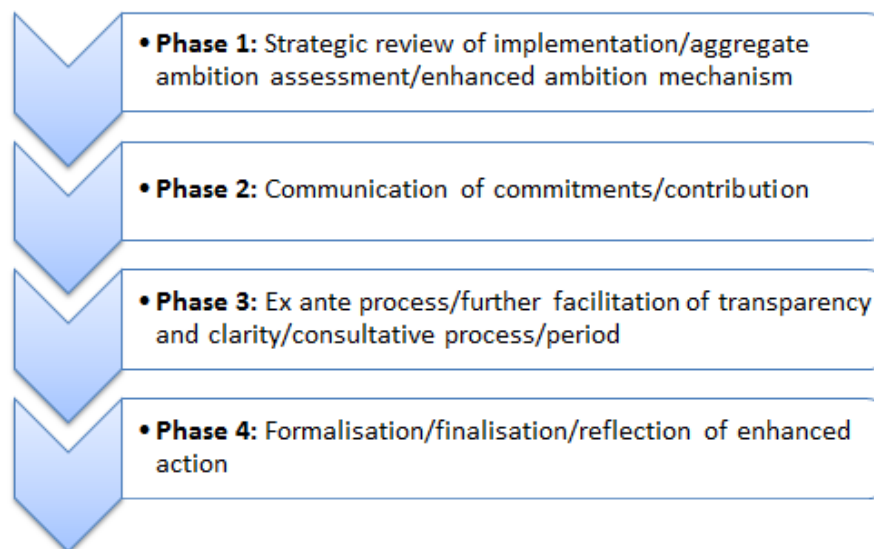 • Phase 1: Strategic review of implementation/aggregate
ambition assessment/enhanced ambition mechanism
• Phase 2: Communication of commitments/contribution
• Phase 3: Ex ante process/further facilitation of transparency
and clarity/consultative process/period
• Phase 4: Formalisation/finalisation/reflection of enhanced
action